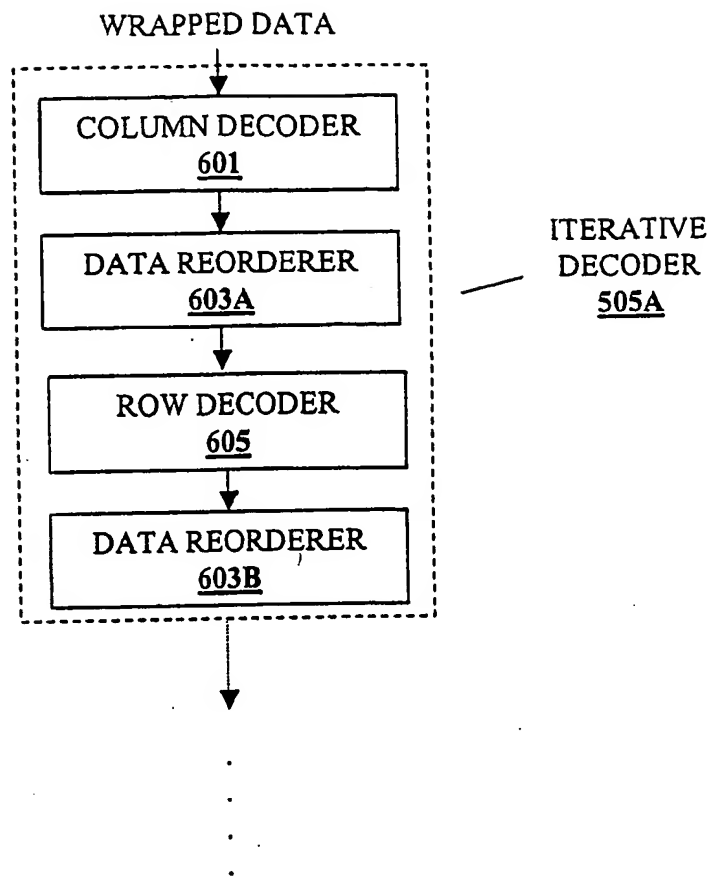 WRAPPED DATA
COLUMN DECODER
601
DATA REORDERER
603A
ROW DECODER
605
DATA REORDERER
603B
ITERATIVE
DECODER
505A